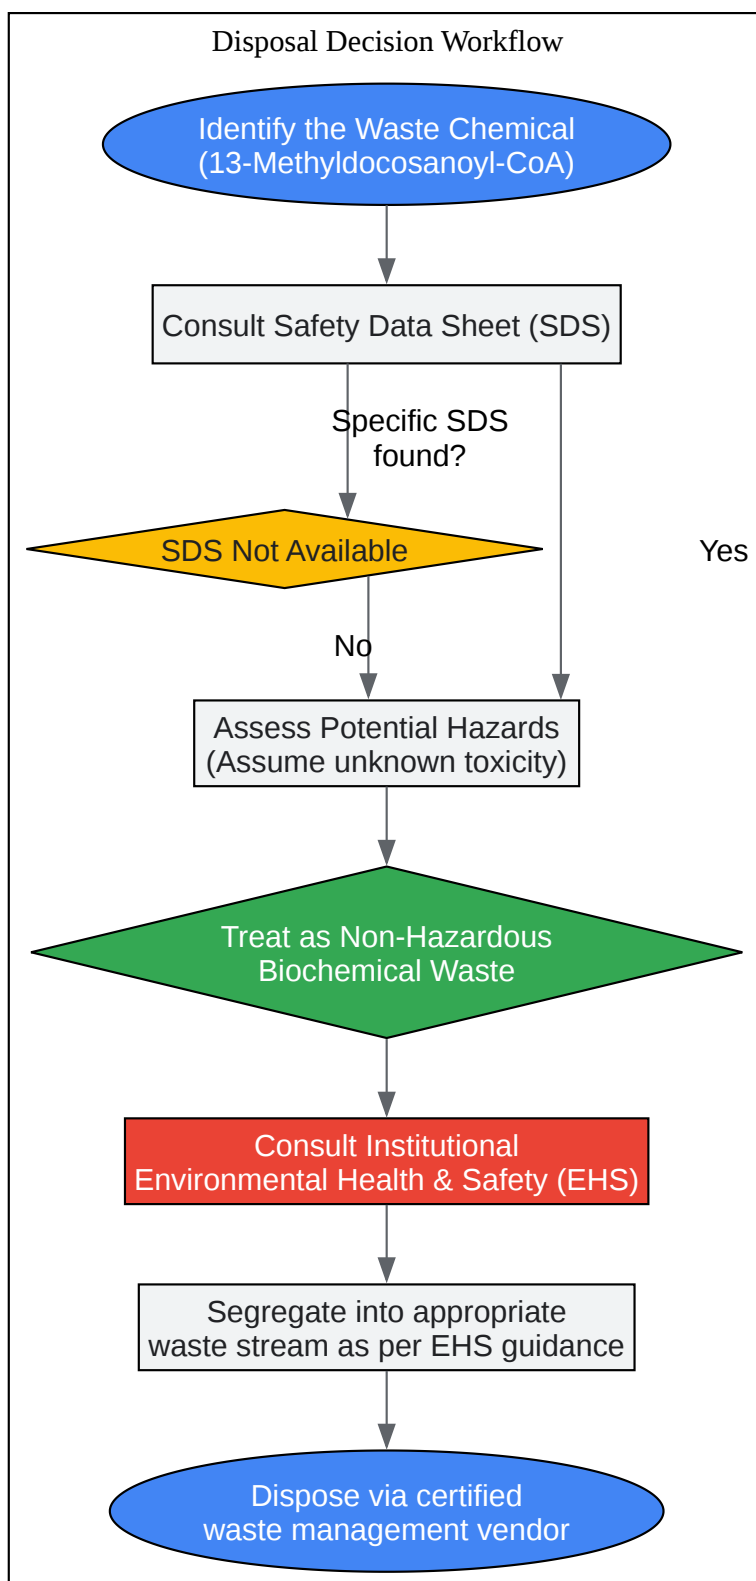 Disposal Decision Workflow
Identify the Waste Chemical
(13-Methyldocosanoyl-CoA)
Consult Safety Data Sheet (SDS)
Specific SDS
found?
SDS Not Available
Yes
No
Assess Potential Hazards
(Assume unknown toxicity)
Treat as Non-Hazardous
Biochemical Waste
Consult Institutional
Environmental Health & Safety (EHS)
Segregate into appropriate
waste stream as per EHS guidance
Dispose via certified
waste management vendor